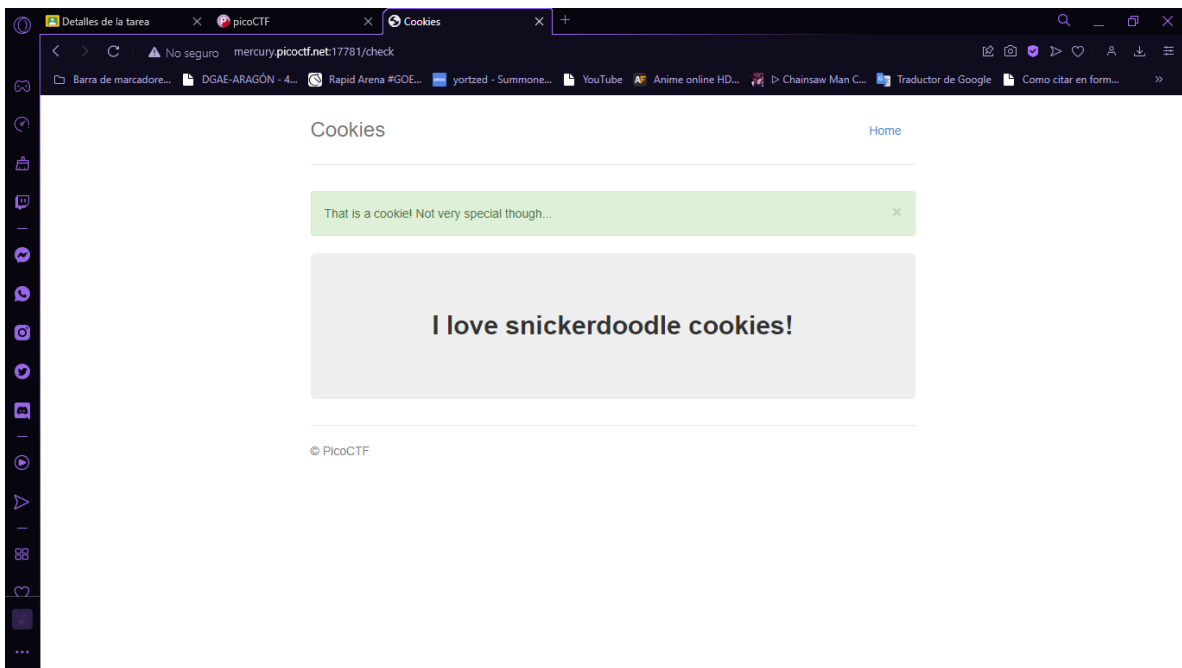 Detalles de la tarea
picoCTF
Cookies
No seguro mercury.picoctf.net:17781/check
Barra de marcadore... DGAE-ARAGÓN - 4... Rapid Arena #GOE... yortzed - Summone... YouTube Anime online HD... ▷ Chainsaw Man C... Traductor de Google Como citar en form... »
Cookies Home
That is a cookie! Not very special though... ×
I love snickerdoodle cookies!
© PicoCTF